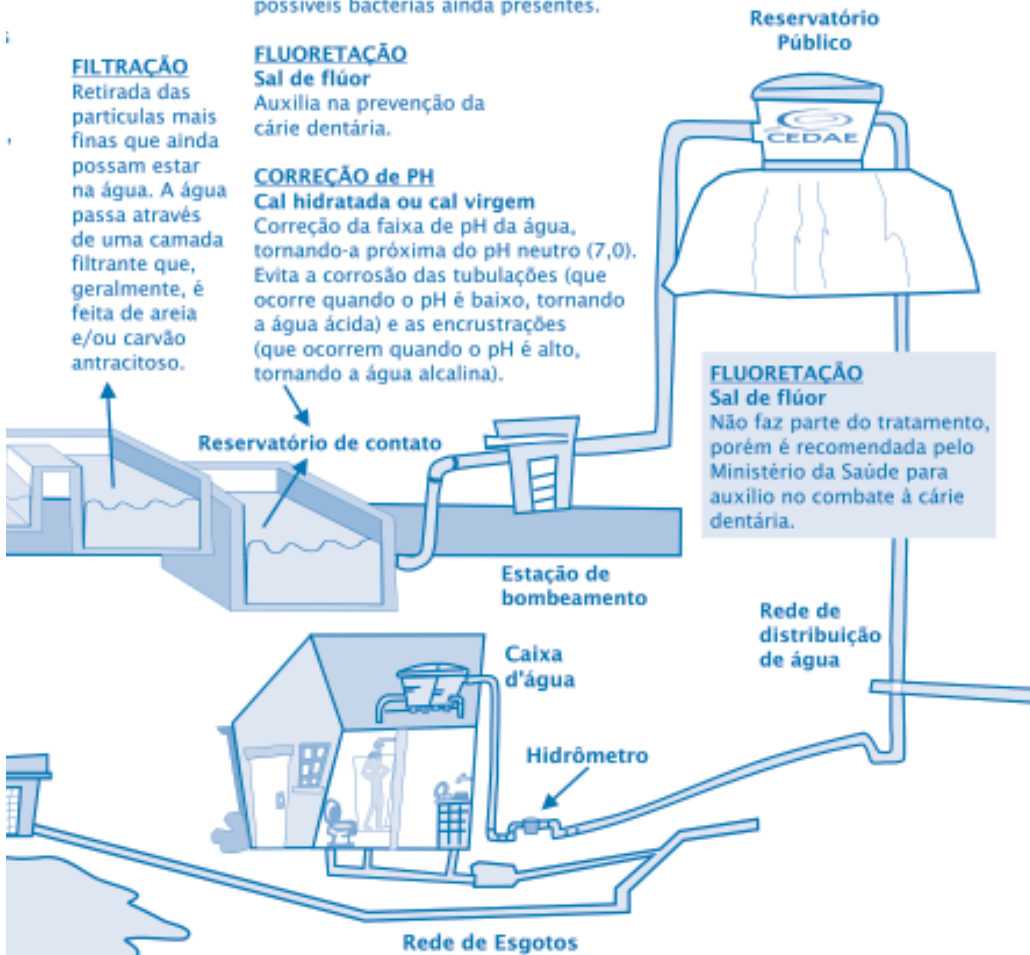 possíveis bactérias ainda presentes.
FILTRAÇÃO
Retirada das
partículas mais
finas que ainda
possam estar
na água. A água
passa através
de uma camada
filtrante que,
geralmente, é
feita de areia
e/ou carvão
antracitoso.
FLUORETAÇÃO
Sal de flúor
Auxilia na prevenção da
cárie dentária.
CORREÇÃO de PH
Cal hidratada ou cal virgem
Correção da faixa de pH da água,
tornando-a próxima do pH neutro (7,0).
Evita a corrosão das tubulações (que
ocorre quando o pH é baixo, tornando
a água ácida) e as encrustrações
(que ocorrem quando o pH é alto,
tornando a água alcalina).
Reservatório de contato
Reservatório
Público
CEDAE
FLUORETAÇÃO
Sal de flúor
Não faz parte do tratamento,
porém é recomendada pelo
Ministério da Saúde para
auxílio no combate à cárie
dentária.
Estação de
bombeamento
Rede de
distribuição
de água
Caixa
d'água
Hidrômetro
Rede de Esgotos